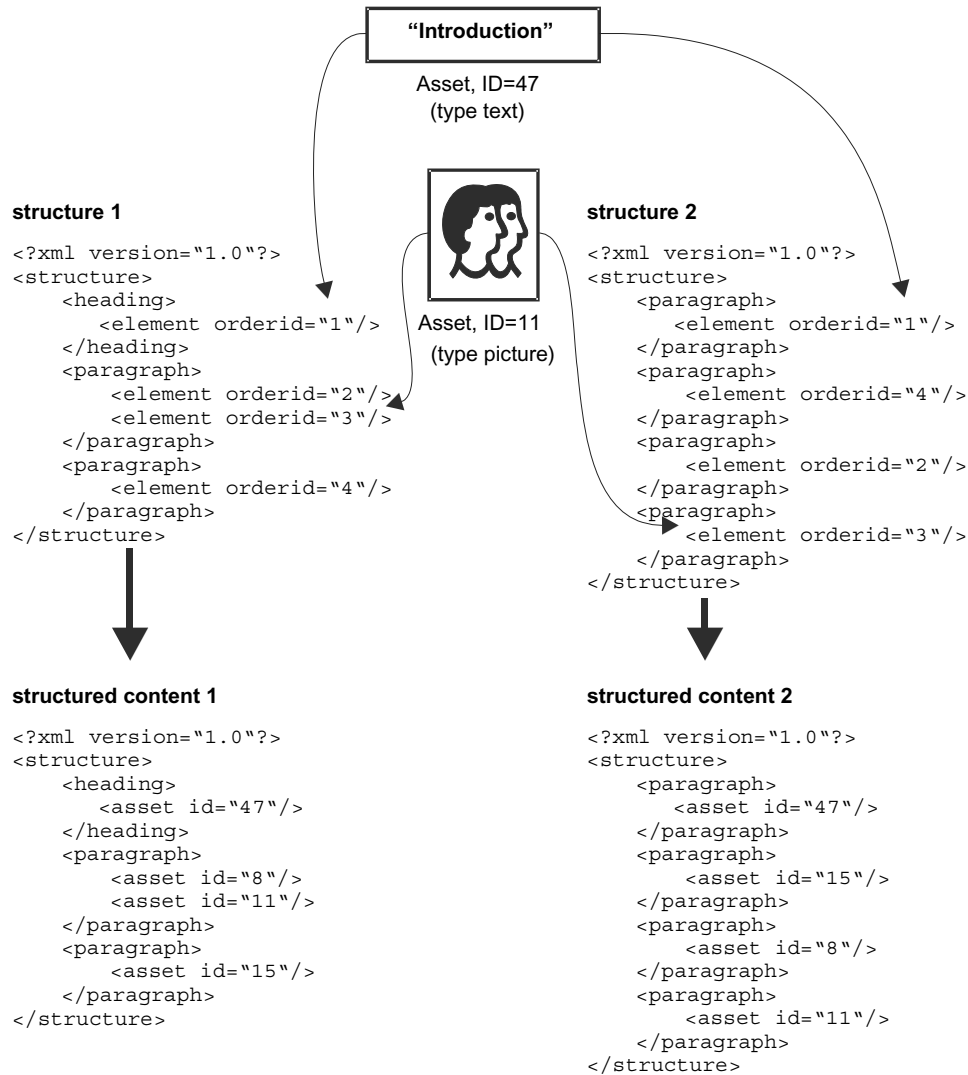 “Introduction”
Asset, ID=47
(type text)
structure 1
<?xml version="1.0"?>
<structure>
    <heading>
       <element orderid="1"/>
    </heading>
    <paragraph>
        <element orderid="2"/>
        <element orderid="3"/>
    </paragraph>
    <paragraph>
        <element orderid="4"/>
    </paragraph>
</structure>
Asset, ID=11
(type picture)
structure 2
<?xml version="1.0"?>
<structure>
    <paragraph>
       <element orderid="1"/>
    </paragraph>
    <paragraph>
        <element orderid="4"/>
    </paragraph>
    <paragraph>
        <element orderid="2"/>
    </paragraph>
    <paragraph>
        <element orderid="3"/>
    </paragraph>
</structure>
structured content 1
<?xml version="1.0"?>
<structure>
    <heading>
       <asset id="47"/>
    </heading>
    <paragraph>
        <asset id="8"/>
        <asset id="11"/>
    </paragraph>
    <paragraph>
        <asset id="15"/>
    </paragraph>
</structure>
structured content 2
<?xml version="1.0"?>
<structure>
    <paragraph>
       <asset id="47"/>
    </paragraph>
    <paragraph>
        <asset id="15"/>
    </paragraph>
    <paragraph>
        <asset id="8"/>
    </paragraph>
    <paragraph>
        <asset id="11"/>
    </paragraph>
</structure>